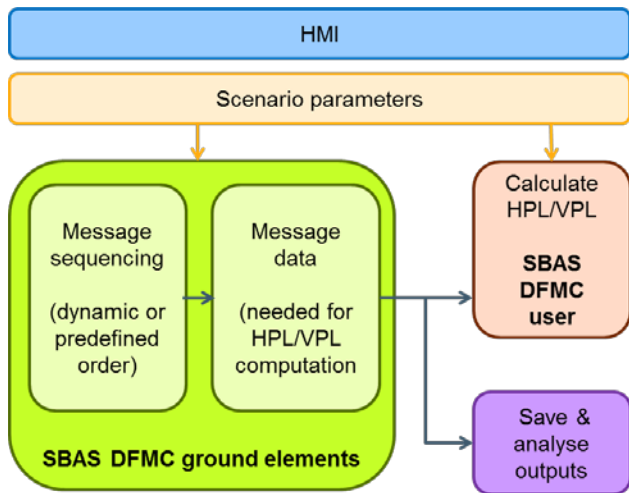 HMI
Scenario parameters
Message
sequencing
(dynamic or
predefined
order)
Message
data
(needed for
HPL/VPL
computation
SBAS DFMC ground elements
Calculate
HPL/VPL
SBAS
DFMC
user
Save &
analyse
outputs